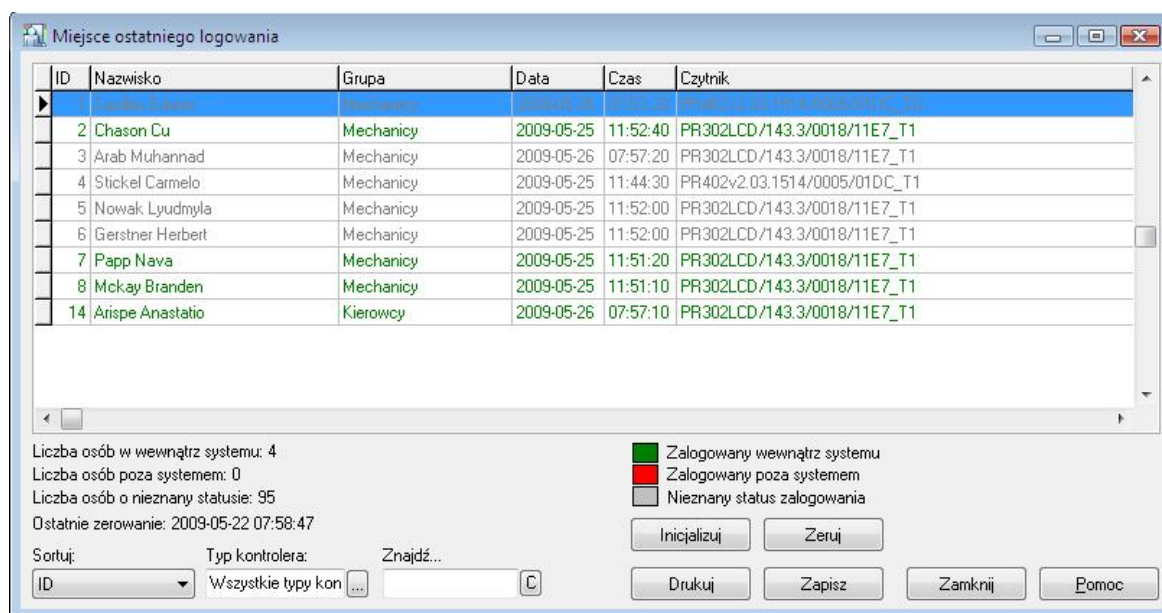 Miejsce ostatniego logowania
ID Nazwisko Grupa Data Czas Czytnik
Mechanicy 2009-05-26 07:57:20
2 Chason Cu Mechanicy 2009-05-25 11:52:40 PR302LCD/143.3/0018/11E7_T1
3 Arab Muhannad Mechanicy 2009-05-26 07:57:20 PR302LCD/143.3/0018/11E7_T1
4 Stickel Carmelo Mechanicy 2009-05-25 11:44:30 PR402v2.03.1514/0005/01DC_T1
5 Nowak Lyudmyla Mechanicy 2009-05-25 11:52:00 PR302LCD/143.3/0018/11E7_T1
6 Gerstner Herbert Mechanicy 2009-05-25 11:52:00 PR302LCD/143.3/0018/11E7_T1
7 Papp Nava Mechanicy 2009-05-25 11:51:20 PR302LCD/143.3/0018/11E7_T1
8 Mckay Branden Mechanicy 2009-05-25 11:51:10 PR302LCD/143.3/0018/11E7_T1
14 Arispe Anastatio Kierowcy 2009-05-26 07:57:10 PR302LCD/143.3/0018/11E7_T1
Liczba osób w wewnątrz systemu: 4
Liczba osób poza systemem: 0
Liczba osób o nieznany statusie: 95
Ostatnie zerowanie: 2009-05-22 07:58:47
Zalogowany wewnątrz systemu
Zalogowany poza systemem
Nieznany status zalogowania
Inicjalizuj Zeruj
Sortuj: Typ kontrolera: Znajdź...
ID Wszystkie typy kon ... C Drukuj Zapisz Zamknij Pomoc